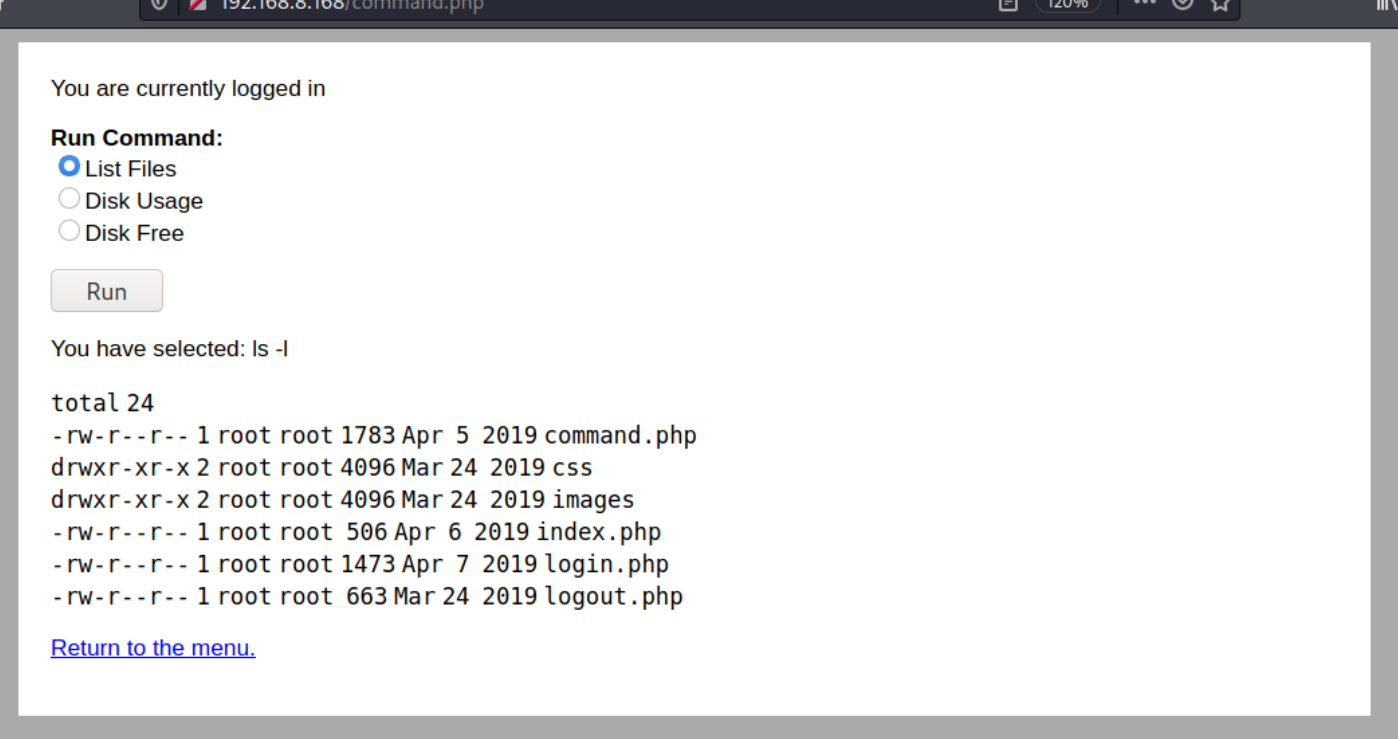 192.168.8.168/command.php
120%
You are currently logged in
Run Command:
List Files
Disk Usage
Disk Free
Run
You have selected: ls -l
total 24
-rw-r--r-- 1 root root 1783 Apr 5 2019 command.php
drwxr-xr-x 2 root root 4096 Mar 24 2019 css
drwxr-xr-x 2 root root 4096 Mar 24 2019 images
-rw-r--r-- 1 root root 506 Apr 6 2019 index.php
-rw-r--r-- 1 root root 1473 Apr 7 2019 login.php
-rw-r--r-- 1 root root 663 Mar 24 2019 logout.php
Return to the menu.